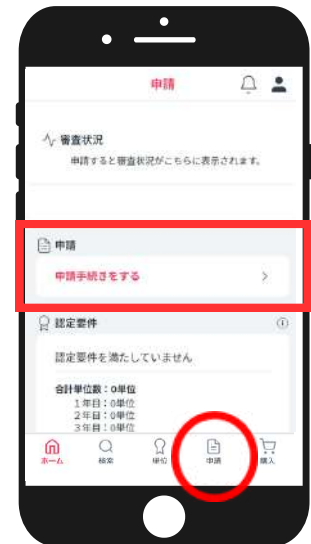 申請
審査状況
申請すると審査状況がこちらに表示されます。
申請
申請手続きをする
認定要件
認定要件を満たしていません
合計単位数：0単位
1年目：0単位
2年目：0単位
3年目：0単位
ホーム 検索 単位 申請 購入